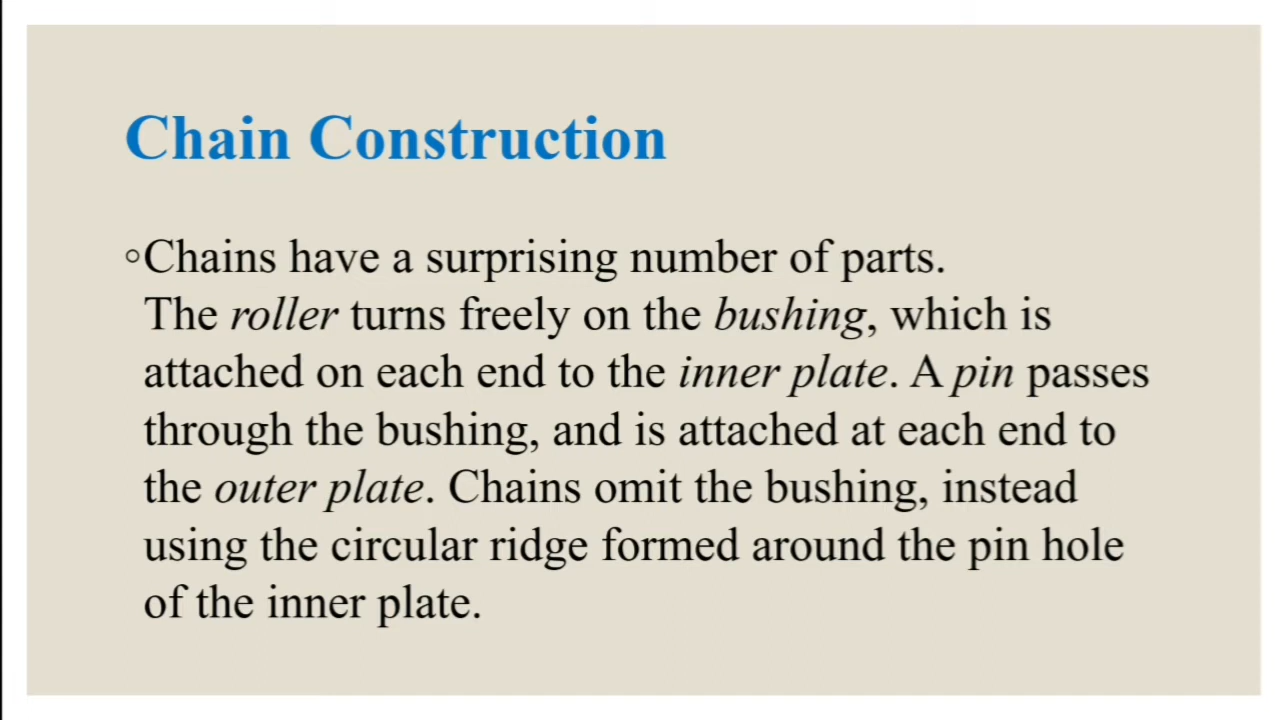 Chain Construction
◦Chains have a surprising number of parts.
The roller turns freely on the bushing, which is
attached on each end to the inner plate. A pin passes
through the bushing, and is attached at each end to
the outer plate. Chains omit the bushing, instead
using the circular ridge formed around the pin hole
of the inner plate.